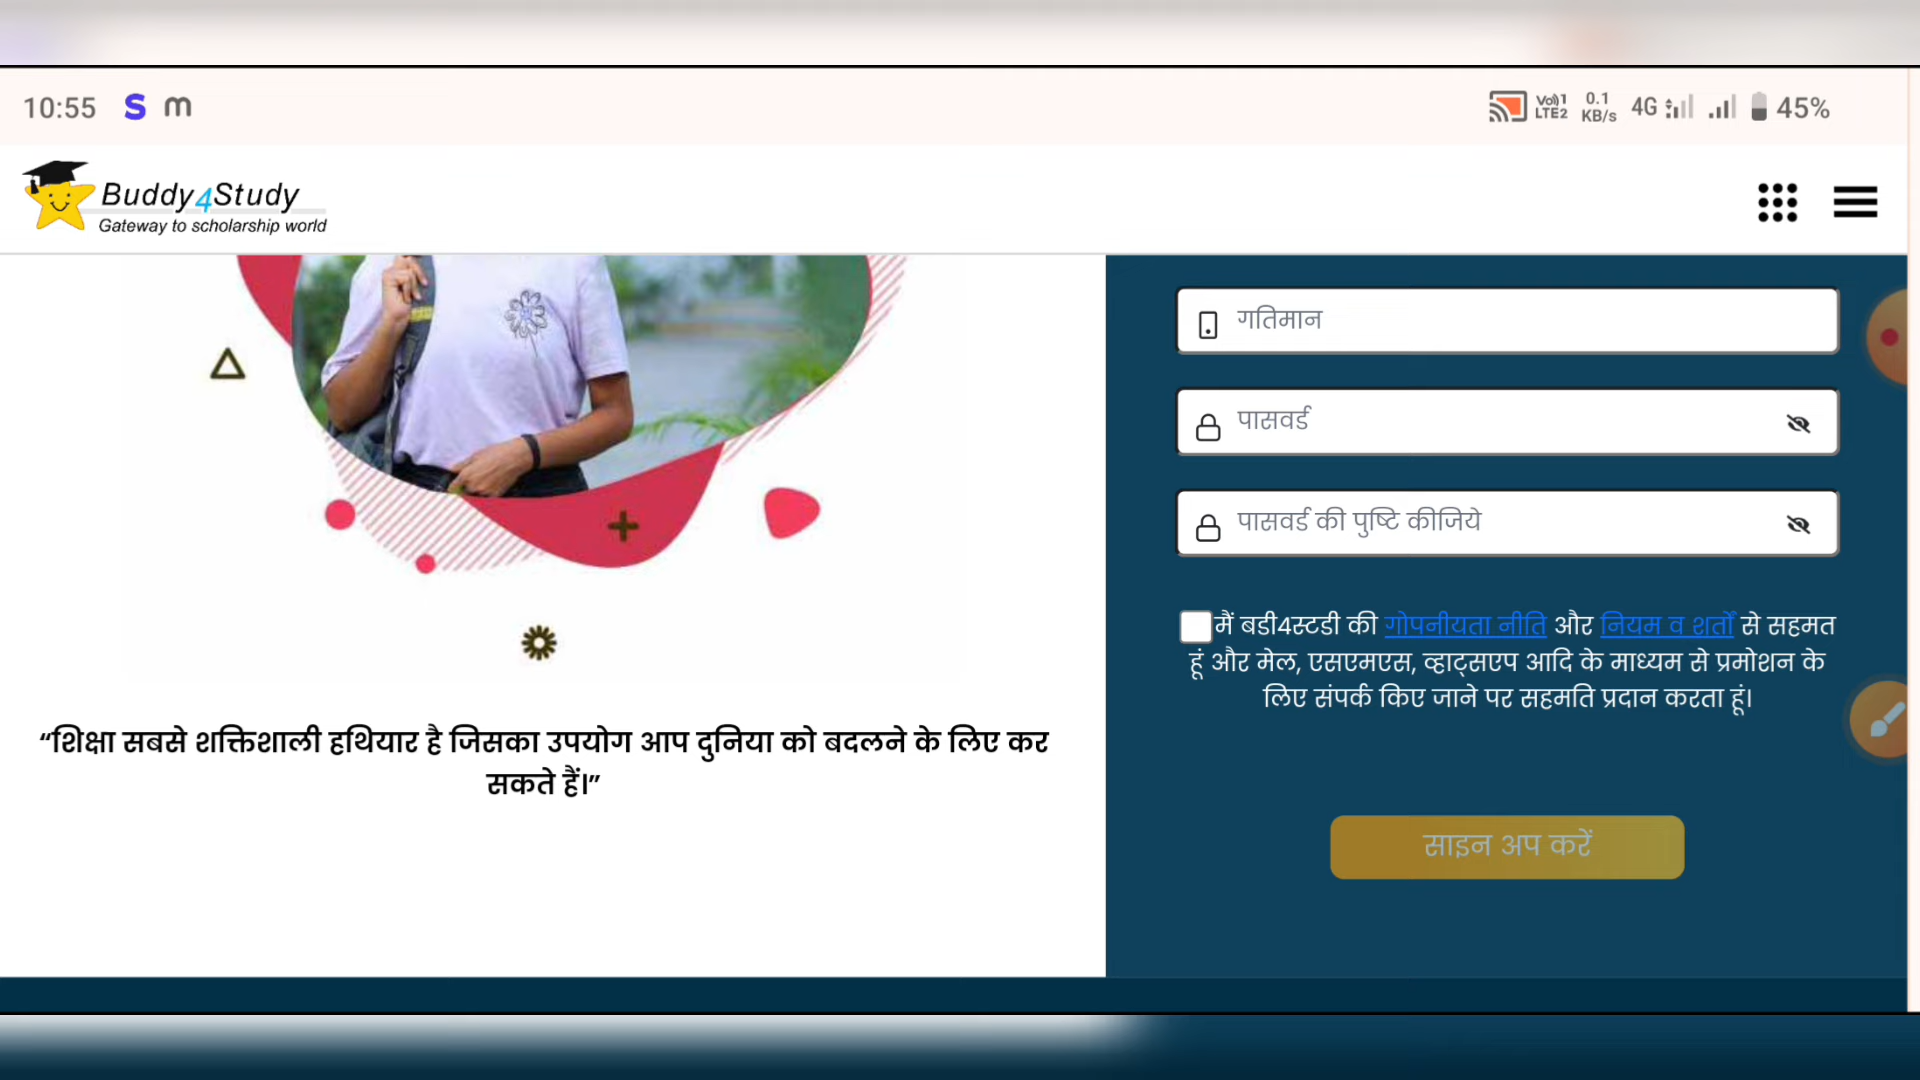 10:55 S m Vo))1 LTE2 0.1 KB/s 4G 45%
Buddy4Study
Gateway to scholarship world
गतिमान
पासवर्ड
पासवर्ड की पुष्टि कीजिये
मैं बडी4स्टडी की गोपनीयता नीति और नियम व शर्तों से सहमत
हूं और मेल, एसएमएस, व्हाट्सएप आदि के माध्यम से प्रमोशन के
लिए संपर्क किए जाने पर सहमति प्रदान करता हूं।
“शिक्षा सबसे शक्तिशाली हथियार है जिसका उपयोग आप दुनिया को बदलने के लिए कर
सकते हैं।”
साइन अप करें